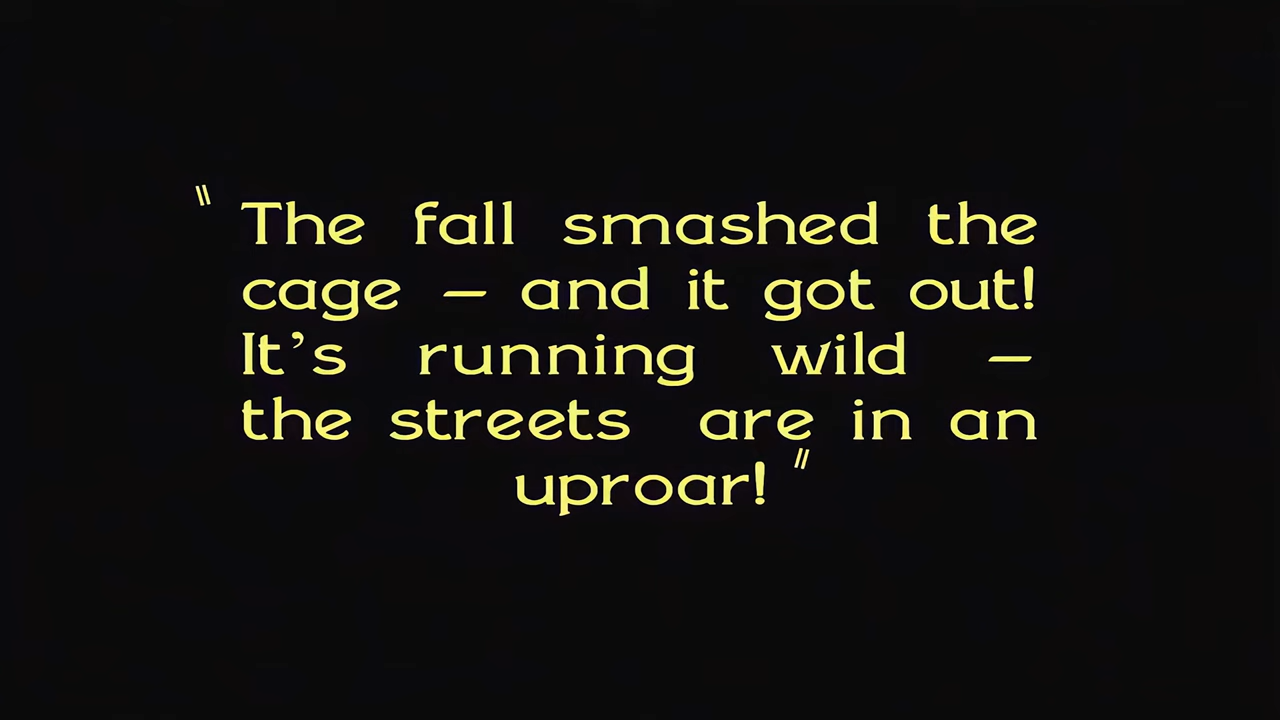 "The fall smashed the
cage – and it got out!
It's running wild –
the streets are in an
uproar!"